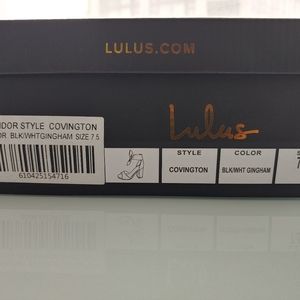 LULUS.COM
NDOR STYLE COVINGTON
OR BLK/WHTGINGHAM SIZE 7.5
610425154716
Lulus
STYLE
COLOR
COVINGTON
BLK/WHT GINGHAM